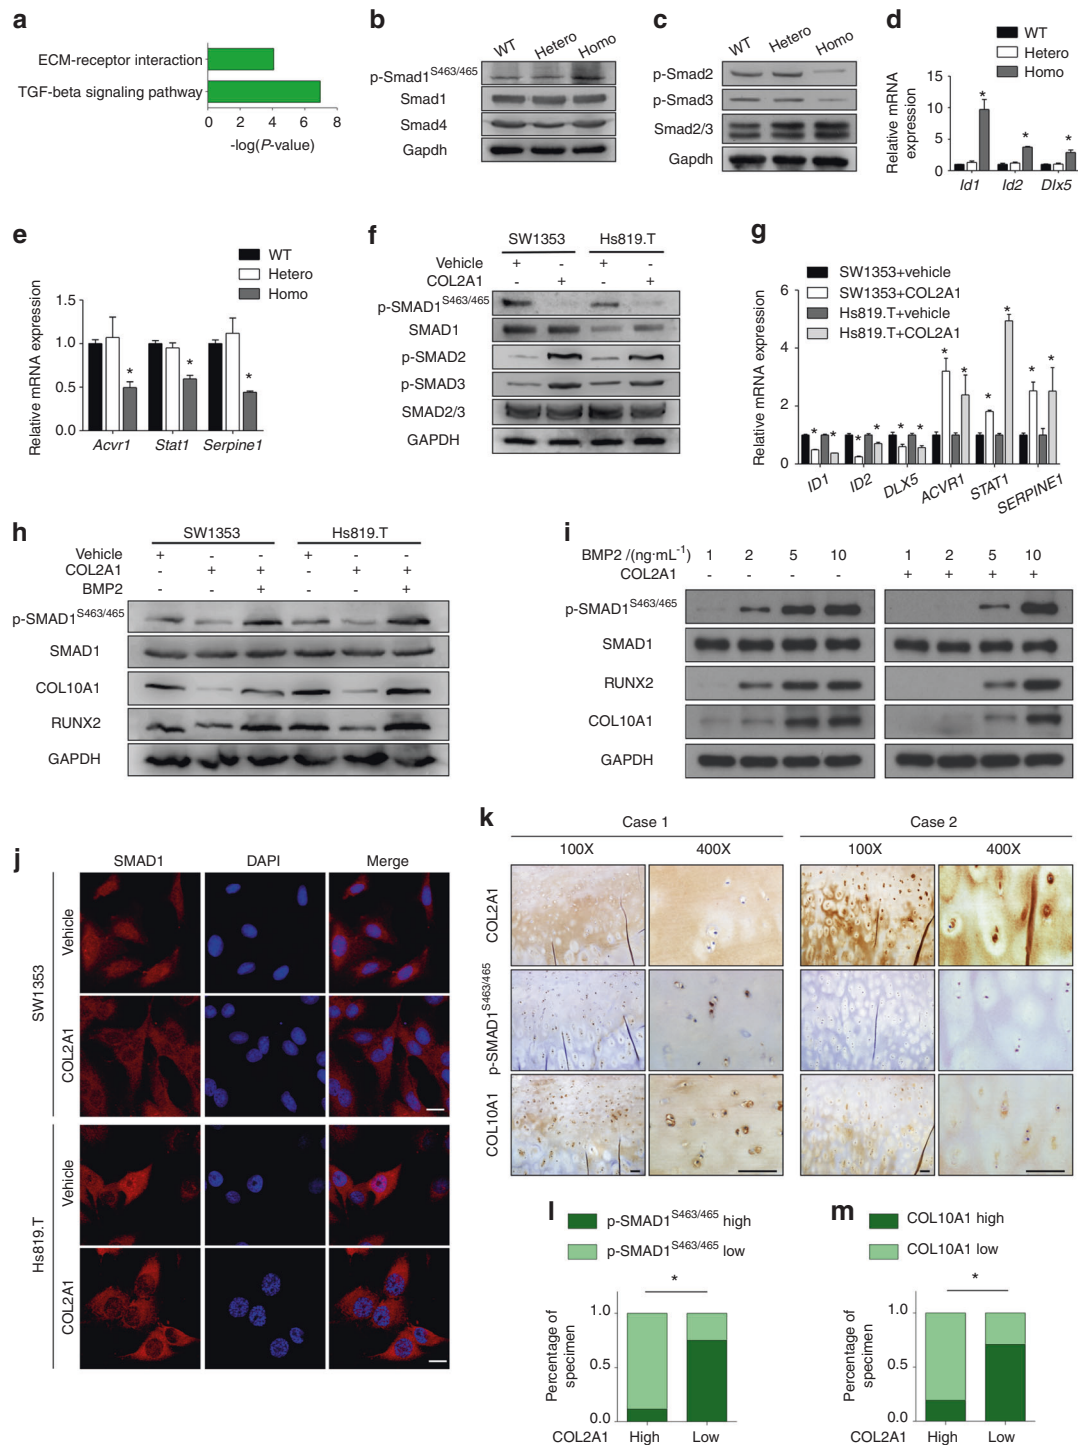 a
ECM-receptor interaction
TGF-beta signaling pathway
0 2 4 6 8
-log(P-value)
b
WT Hetero Homo
p-Smad1S463/465
Smad1
Smad4
Gapdh
c
WT Hetero Homo
p-Smad2
p-Smad3
Smad2/3
Gapdh
d
WT
Hetero
Homo
Relative mRNA expression
15
10
5
0
* * *
Id1 Id2 Dlx5
e
WT
Hetero
Homo
Relative mRNA expression
1.5
1.0
0.5
0.0
* * *
Acvr1 Stat1 Serpine1
f
SW1353 Hs819.T
Vehicle + - + -
COL2A1 - + - +
p-SMAD1S463/465
SMAD1
p-SMAD2
p-SMAD3
SMAD2/3
GAPDH
g
SW1353+vehicle
SW1353+COL2A1
Hs819.T+vehicle
Hs819.T+COL2A1
Relative mRNA expression
6
4
2
0
* * * * * * * * * * * *
ID1 ID2 DLX5 ACVR1 STAT1 SERPINE1
h
SW1353 Hs819.T
Vehicle + - - + - -
COL2A1 - + + - + +
BMP2 - - + - - +
p-SMAD1S463/465
SMAD1
COL10A1
RUNX2
GAPDH
i
BMP2 /(ng·mL-1) 1 2 5 10 1 2 5 10
COL2A1 - - - - + + + +
p-SMAD1S463/465
SMAD1
RUNX2
COL10A1
GAPDH
j
SMAD1 DAPI Merge
SW1353
Vehicle
COL2A1
Hs819.T
Vehicle
COL2A1
k
Case 1 Case 2
100X 400X 100X 400X
COL2A1
p-SMAD1S463/465
COL10A1
l
p-SMAD1S463/465 high
p-SMAD1S463/465 low
*
Percentage of specimen
1.0
0.5
0.0
COL2A1 High Low
m
COL10A1 high
COL10A1 low
*
Percentage of specimen
1.0
0.5
0.0
COL2A1 High Low